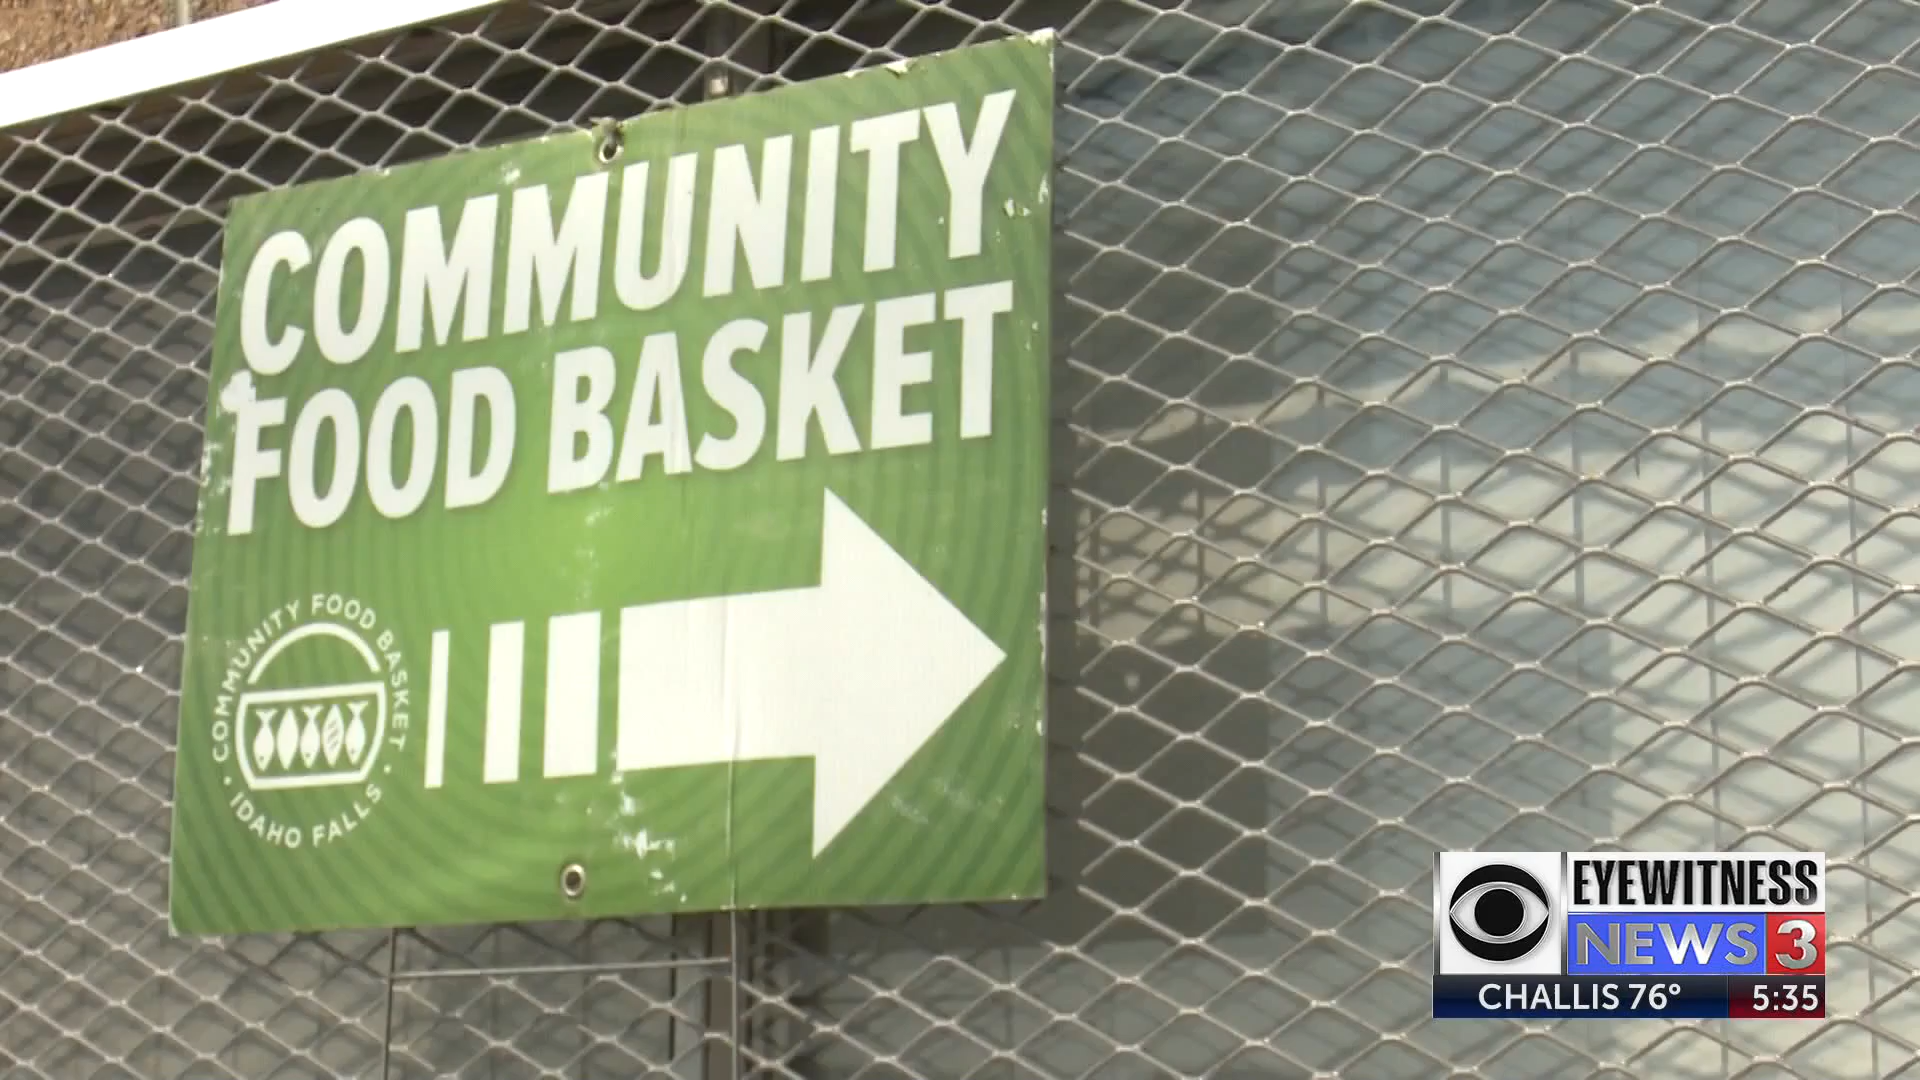 COMMUNITY
FOOD BASKET
COMMUNITY FOOD BASKET
• IDAHO FALLS •
EYEWITNESS
NEWS 3
CHALLIS 76° 5:35